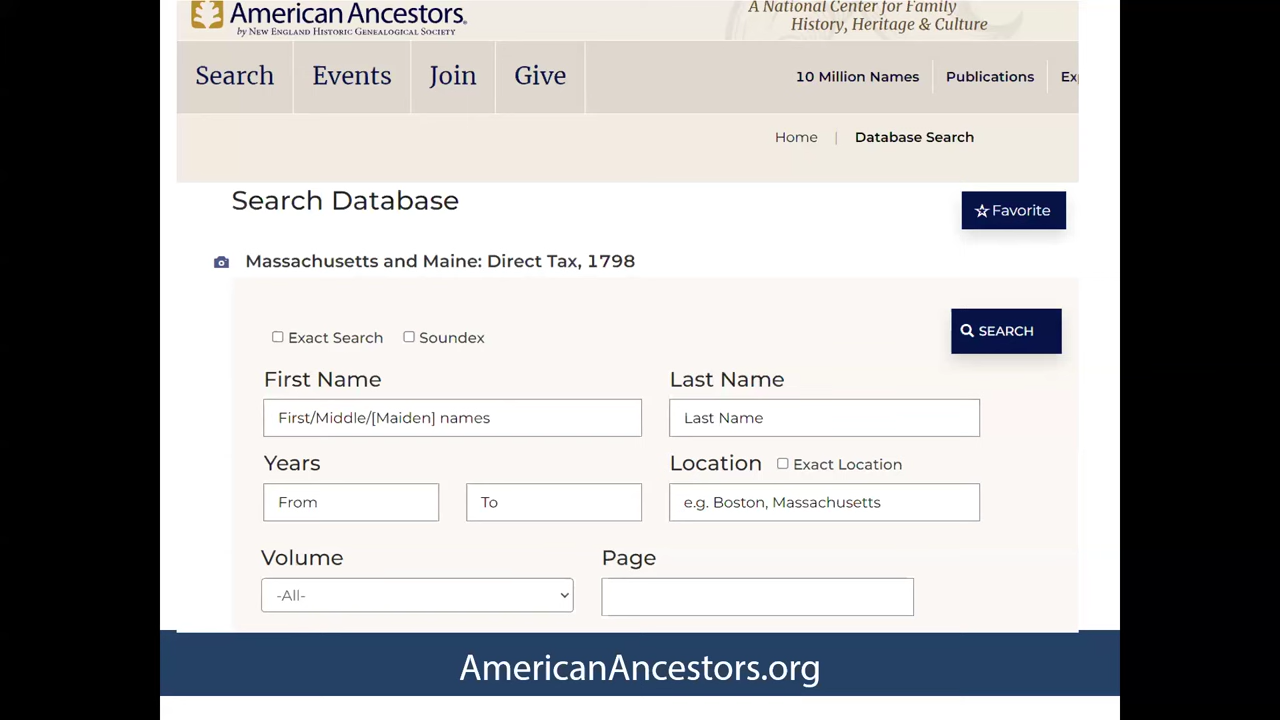 American Ancestors®
by NEW ENGLAND HISTORIC GENEALOGICAL SOCIETY
A National Center for Family
History, Heritage & Culture
Search Events Join Give
10 Million Names Publications
Home | Database Search
Search Database
Favorite
Massachusetts and Maine: Direct Tax, 1798
Exact Search Soundex
SEARCH
First Name Last Name
First/Middle/[Maiden] names Last Name
Years Location Exact Location
From To e.g. Boston, Massachusetts
Volume Page
-All-
AmericanAncestors.org